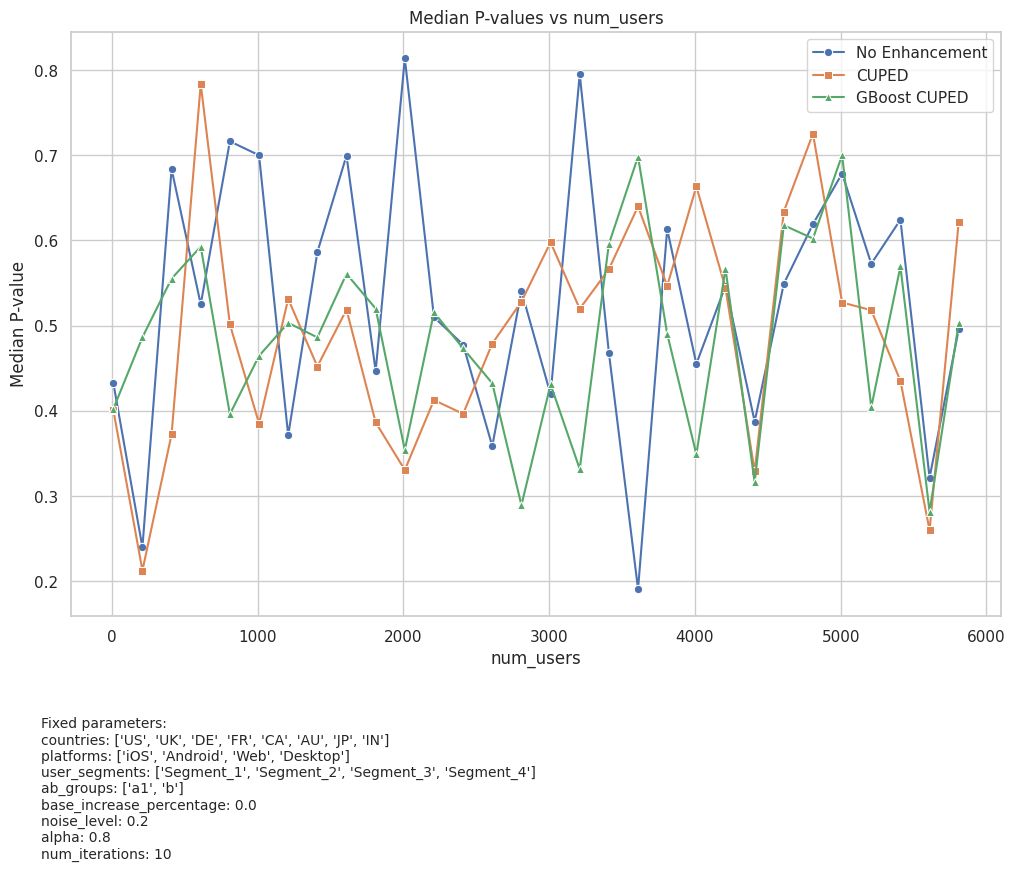 Median P-values vs num_users
No Enhancement
CUPED
GBoost CUPED
Median P-value
0.8
0.7
0.6
0.5
0.4
0.3
0.2
0 1000 2000 3000 4000 5000 6000
num_users
Fixed parameters:
countries: ['US', 'UK', 'DE', 'FR', 'CA', 'AU', 'JP', 'IN']
platforms: ['iOS', 'Android', 'Web', 'Desktop']
user_segments: ['Segment_1', 'Segment_2', 'Segment_3', 'Segment_4']
ab_groups: ['a1', 'b']
base_increase_percentage: 0.0
noise_level: 0.2
alpha: 0.8
num_iterations: 10